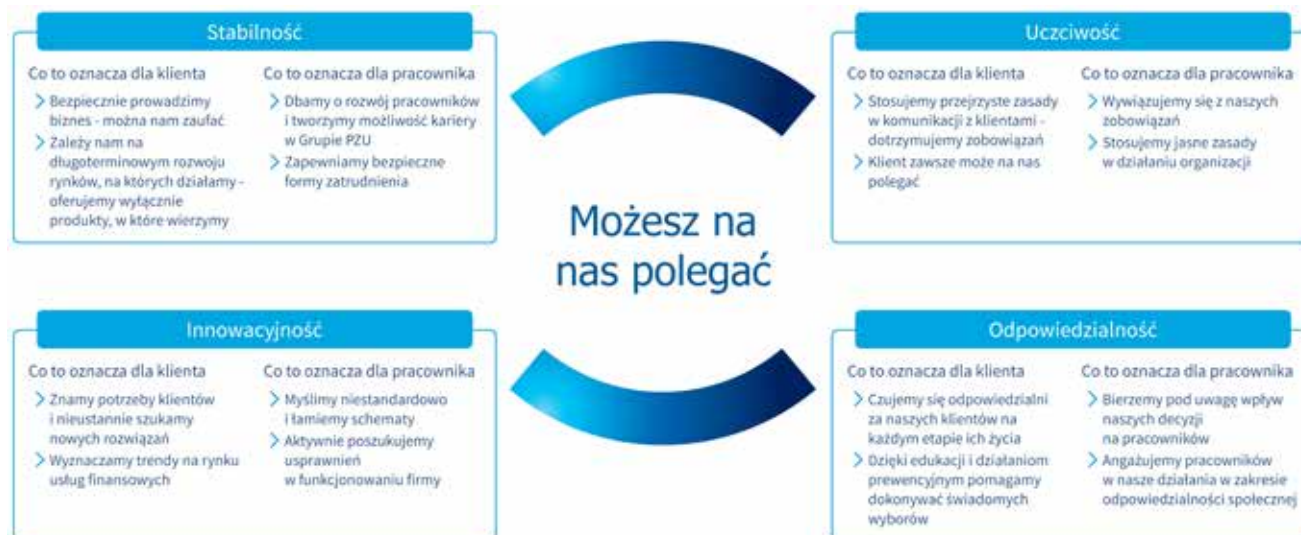 Stabilność
Co to oznacza dla klienta
Bezpiecznie prowadzimy
biznes - można nam zaufać
Zależy nam na
długoterminowym rozwoju
rynków, na których działamy -
oferujemy wyłącznie
produkty, w które wierzymy
Co to oznacza dla pracownika
Dbamy o rozwój pracowników
i tworzymy możliwość kariery
w Grupie PZU
Zapewniamy bezpieczne
formy zatrudnienia
Uczciwość
Co to oznacza dla klienta
Stosujemy przejrzyste zasady
w komunikacji z klientami -
dotrzymujemy zobowiązań
Klient zawsze może na nas
polegać
Co to oznacza dla pracownika
Wywiązujemy się z naszych
zobowiązań
Stosujemy jasne zasady
w działaniu organizacji
Możesz na
nas polegać
Innowacyjność
Co to oznacza dla klienta
Znamy potrzeby klientów
i nieustannie szukamy
nowych rozwiązań
Wyznaczamy trendy na rynku
usług finansowych
Co to oznacza dla pracownika
Myślimy niestandardowo
i łamiemy schematy
Aktywnie poszukujemy
usprawnień
w funkcjonowaniu firmy
Odpowiedzialność
Co to oznacza dla klienta
Czujemy się odpowiedzialni
za naszych klientów na
każdym etapie ich życia
Dzięki edukacji i działaniom
prewencyjnym pomagamy
dokonywać świadomych
wyborów
Co to oznacza dla pracownika
Bierzemy pod uwagę wpływ
naszych decyzji
na pracowników
Angażujemy pracowników
w nasze działania w zakresie
odpowiedzialności społecznej